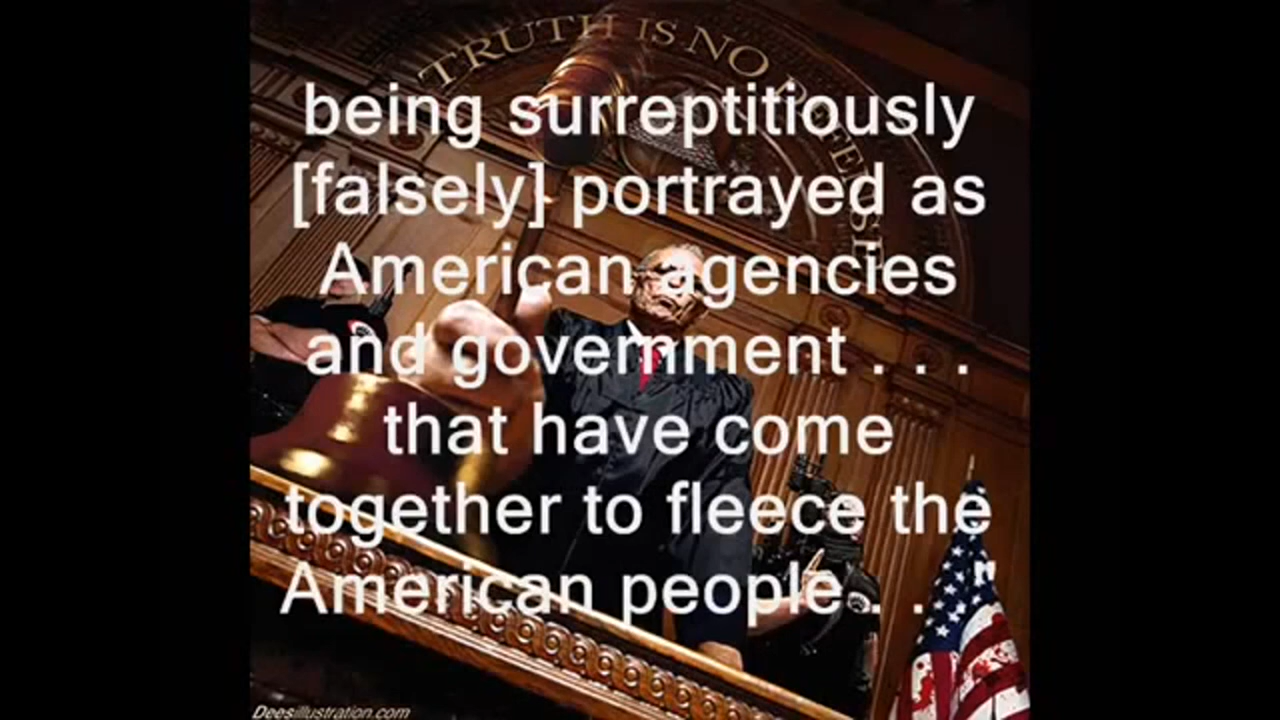 TRUTH IS NO DEFENSE
being surreptitiously
[falsely] portrayed as
American agencies
and government . . .
that have come
together to fleece the
American people . . ."
Deesillustration.com